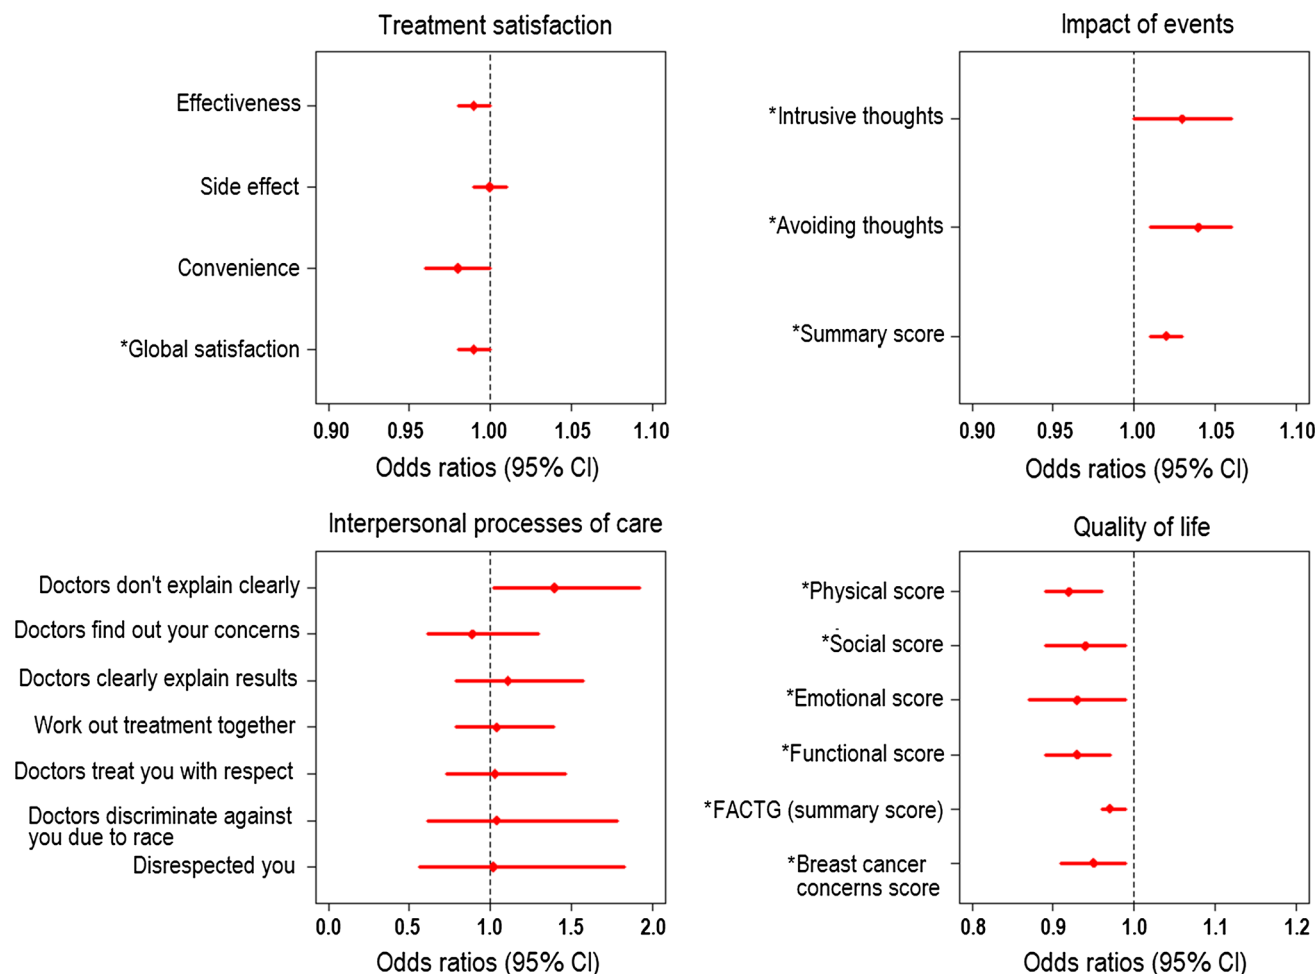 Treatment satisfaction
Effectiveness
Side effect
Convenience
*Global satisfaction
0.90 0.95 1.00 1.05 1.10
Odds ratios (95% CI)
Impact of events
*Intrusive thoughts
*Avoiding thoughts
*Summary score
0.90 0.95 1.00 1.05 1.10
Odds ratios (95% CI)
Interpersonal processes of care
Doctors don't explain clearly
Doctors find out your concerns
Doctors clearly explain results
Work out treatment together
Doctors treat you with respect
Doctors discriminate against
you due to race
Disrespected you
0.0 0.5 1.0 1.5 2.0
Odds ratios (95% CI)
Quality of life
*Physical score
*Social score
*Emotional score
*Functional score
*FACTG (summary score)
*Breast cancer
concerns score
0.8 0.9 1.0 1.1 1.2
Odds ratios (95% CI)